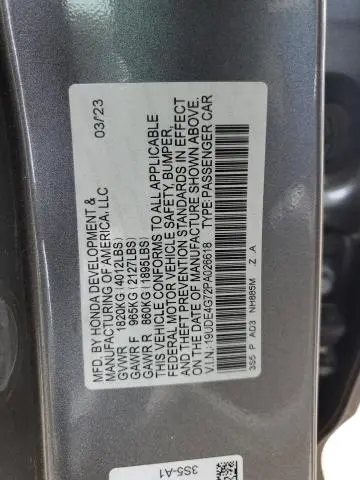 MFD. BY HONDA DEVELOPMENT &
MANUFACTURING OF AMERICA, LLC 03/23
GVWR 1820KG(4012LBS)
GAWR F 965KG(2127LBS)
GAWR R 860KG(1895LBS)
THIS VEHICLE CONFORMS TO ALL APPLICABLE
FEDERAL MOTOR VEHICLE SAFETY, BUMPER,
AND THEFT PREVENTION STANDARDS IN EFFECT
ON THE DATE OF MANUFACTURE SHOWN ABOVE.
V.I.N.:19UDE4G72PA026618 TYPE:PASSENGER CAR
3S5 P AD3 NH885M Z A
3S5-A1